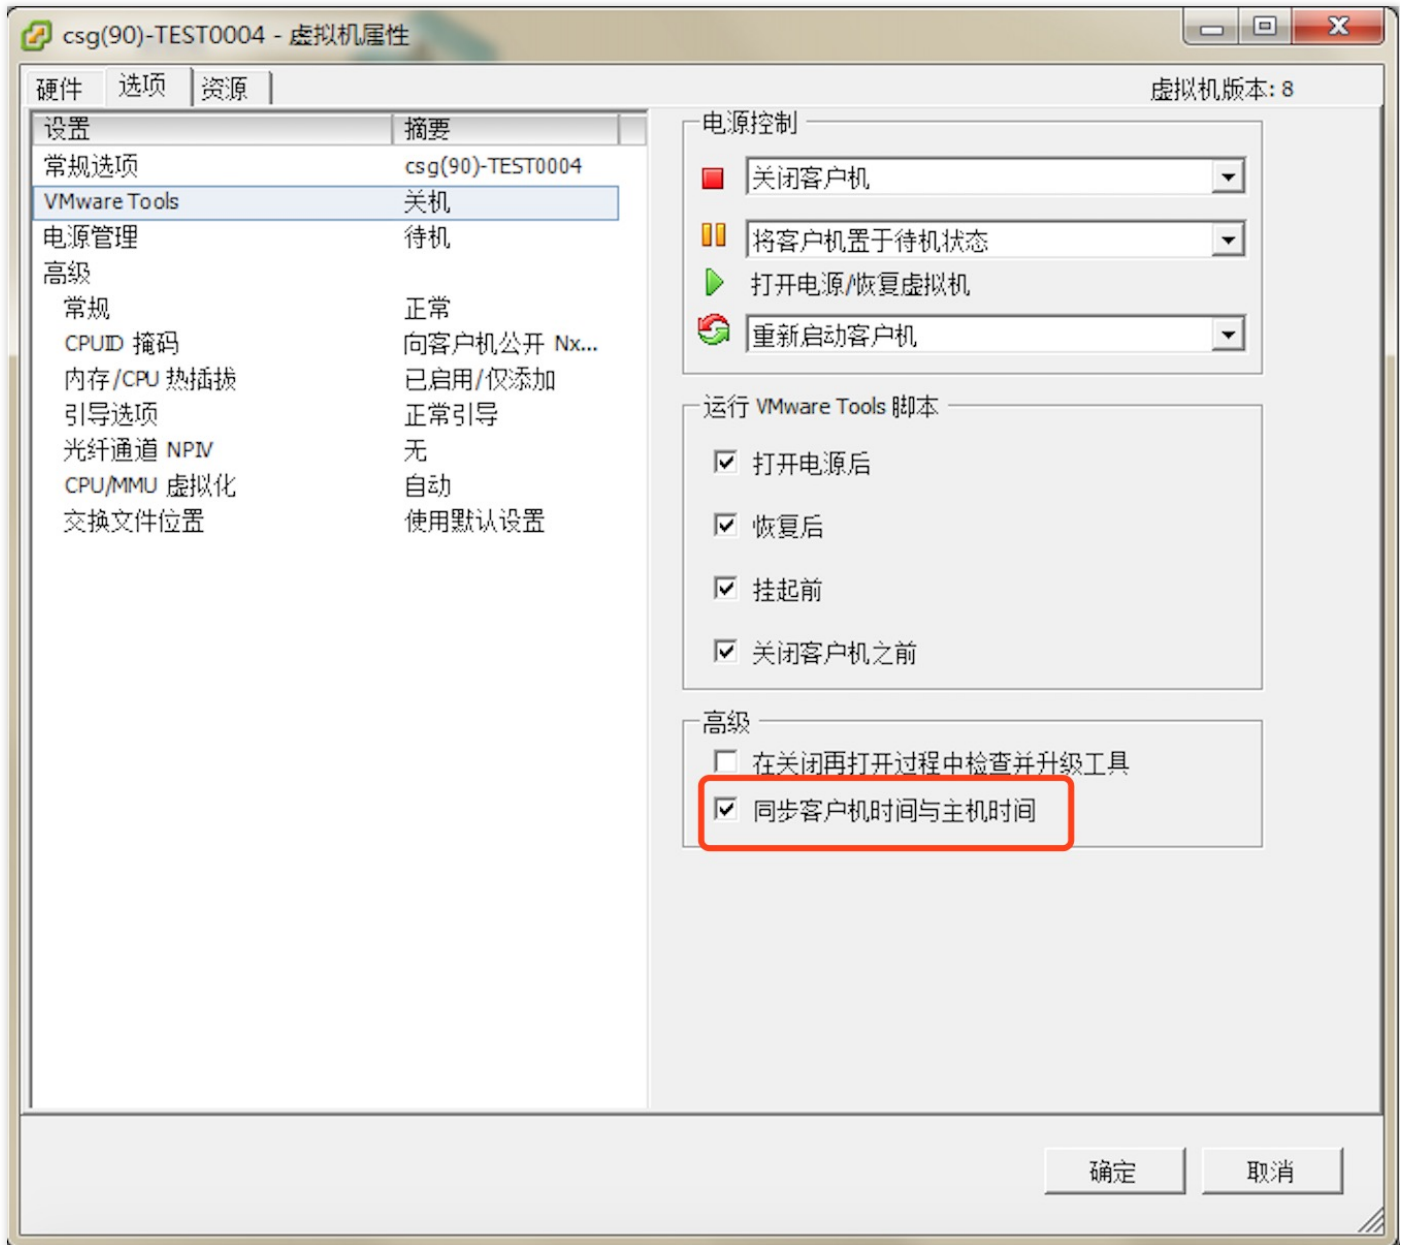 csg(90)-TEST0004 - 虚拟机属性
硬件 选项 资源 虚拟机版本: 8
设置 摘要
常规选项 csg(90)-TEST0004
VMware Tools 关机
电源管理 待机
高级
常规 正常
CPUID 掩码 向客户机公开 Nx...
内存/CPU 热插拔 已启用/仅添加
引导选项 正常引导
光纤通道 NPIV 无
CPU/MMU 虚拟化 自动
交换文件位置 使用默认设置
电源控制
关闭客户机
将客户机置于待机状态
打开电源/恢复虚拟机
重新启动客户机
运行 VMware Tools 脚本
打开电源后
恢复后
挂起前
关闭客户机之前
高级
在关闭再打开过程中检查并升级工具
同步客户机时间与主机时间
确定 取消